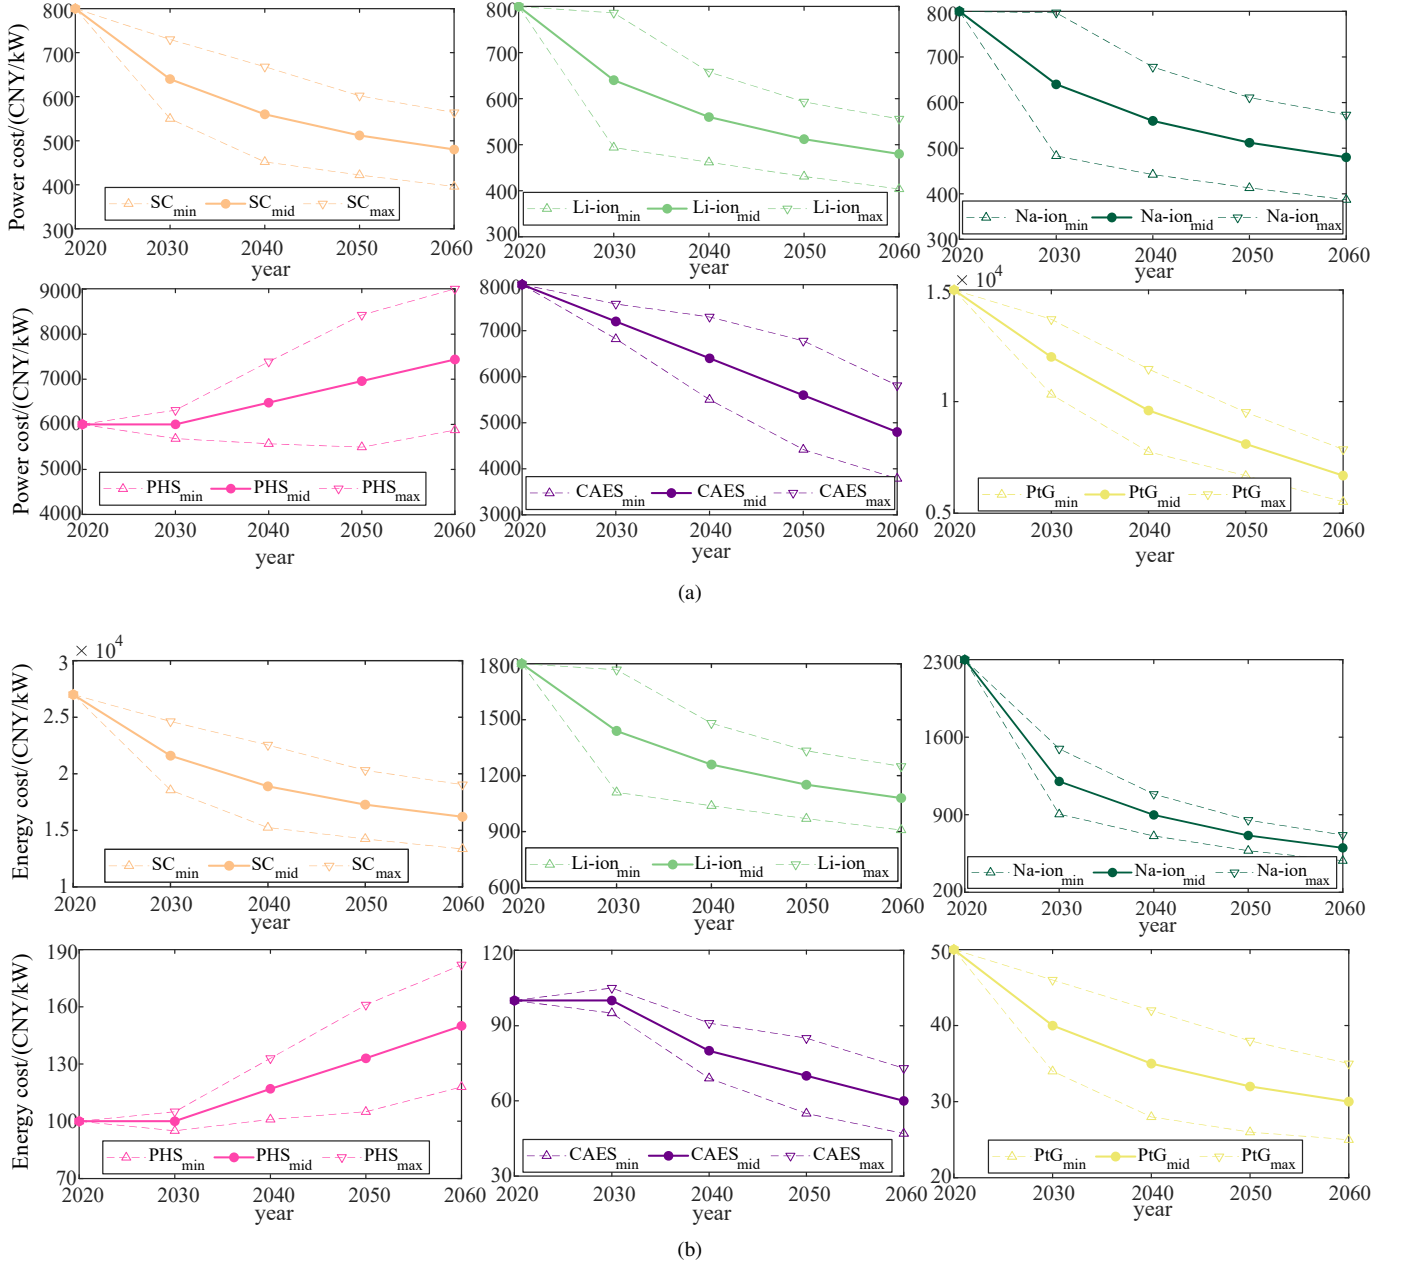 Power cost/(CNY/kW)
800
700
600
500
400
300
SCmin SCmid SCmax
2020 2030 2040 2050 2060
year
800
700
600
500
400
300
Li-ionmin Li-ionmid Li-ionmax
2020 2030 2040 2050 2060
year
800
700
600
500
400
300
Na-ionmin Na-ionmid Na-ionmax
2020 2030 2040 2050 2060
year
Power cost/(CNY/kW)
9000
8000
7000
6000
5000
4000
PHSmin PHSmid PHSmax
2020 2030 2040 2050 2060
year
8000
7000
6000
5000
4000
3000
CAESmin CAESmid CAESmax
2020 2030 2040 2050 2060
year
× 10^4
1.5
1
0.5
PtGmin PtGmid PtGmax
2020 2030 2040 2050 2060
year
(a)
Energy cost/(CNY/kW)
× 10^4
3
2.5
2
1.5
1
SCmin SCmid SCmax
2020 2030 2040 2050 2060
year
1800
1500
1200
900
600
Li-ionmin Li-ionmid Li-ionmax
2020 2030 2040 2050 2060
year
2300
1600
900
200
Na-ionmin Na-ionmid Na-ionmax
2020 2030 2040 2050 2060
year
Energy cost/(CNY/kW)
190
160
130
100
70
PHSmin PHSmid PHSmax
2020 2030 2040 2050 2060
year
120
90
60
30
CAESmin CAESmid CAESmax
2020 2030 2040 2050 2060
year
50
40
30
20
PtGmin PtGmid PtGmax
2020 2030 2040 2050 2060
year
(b)